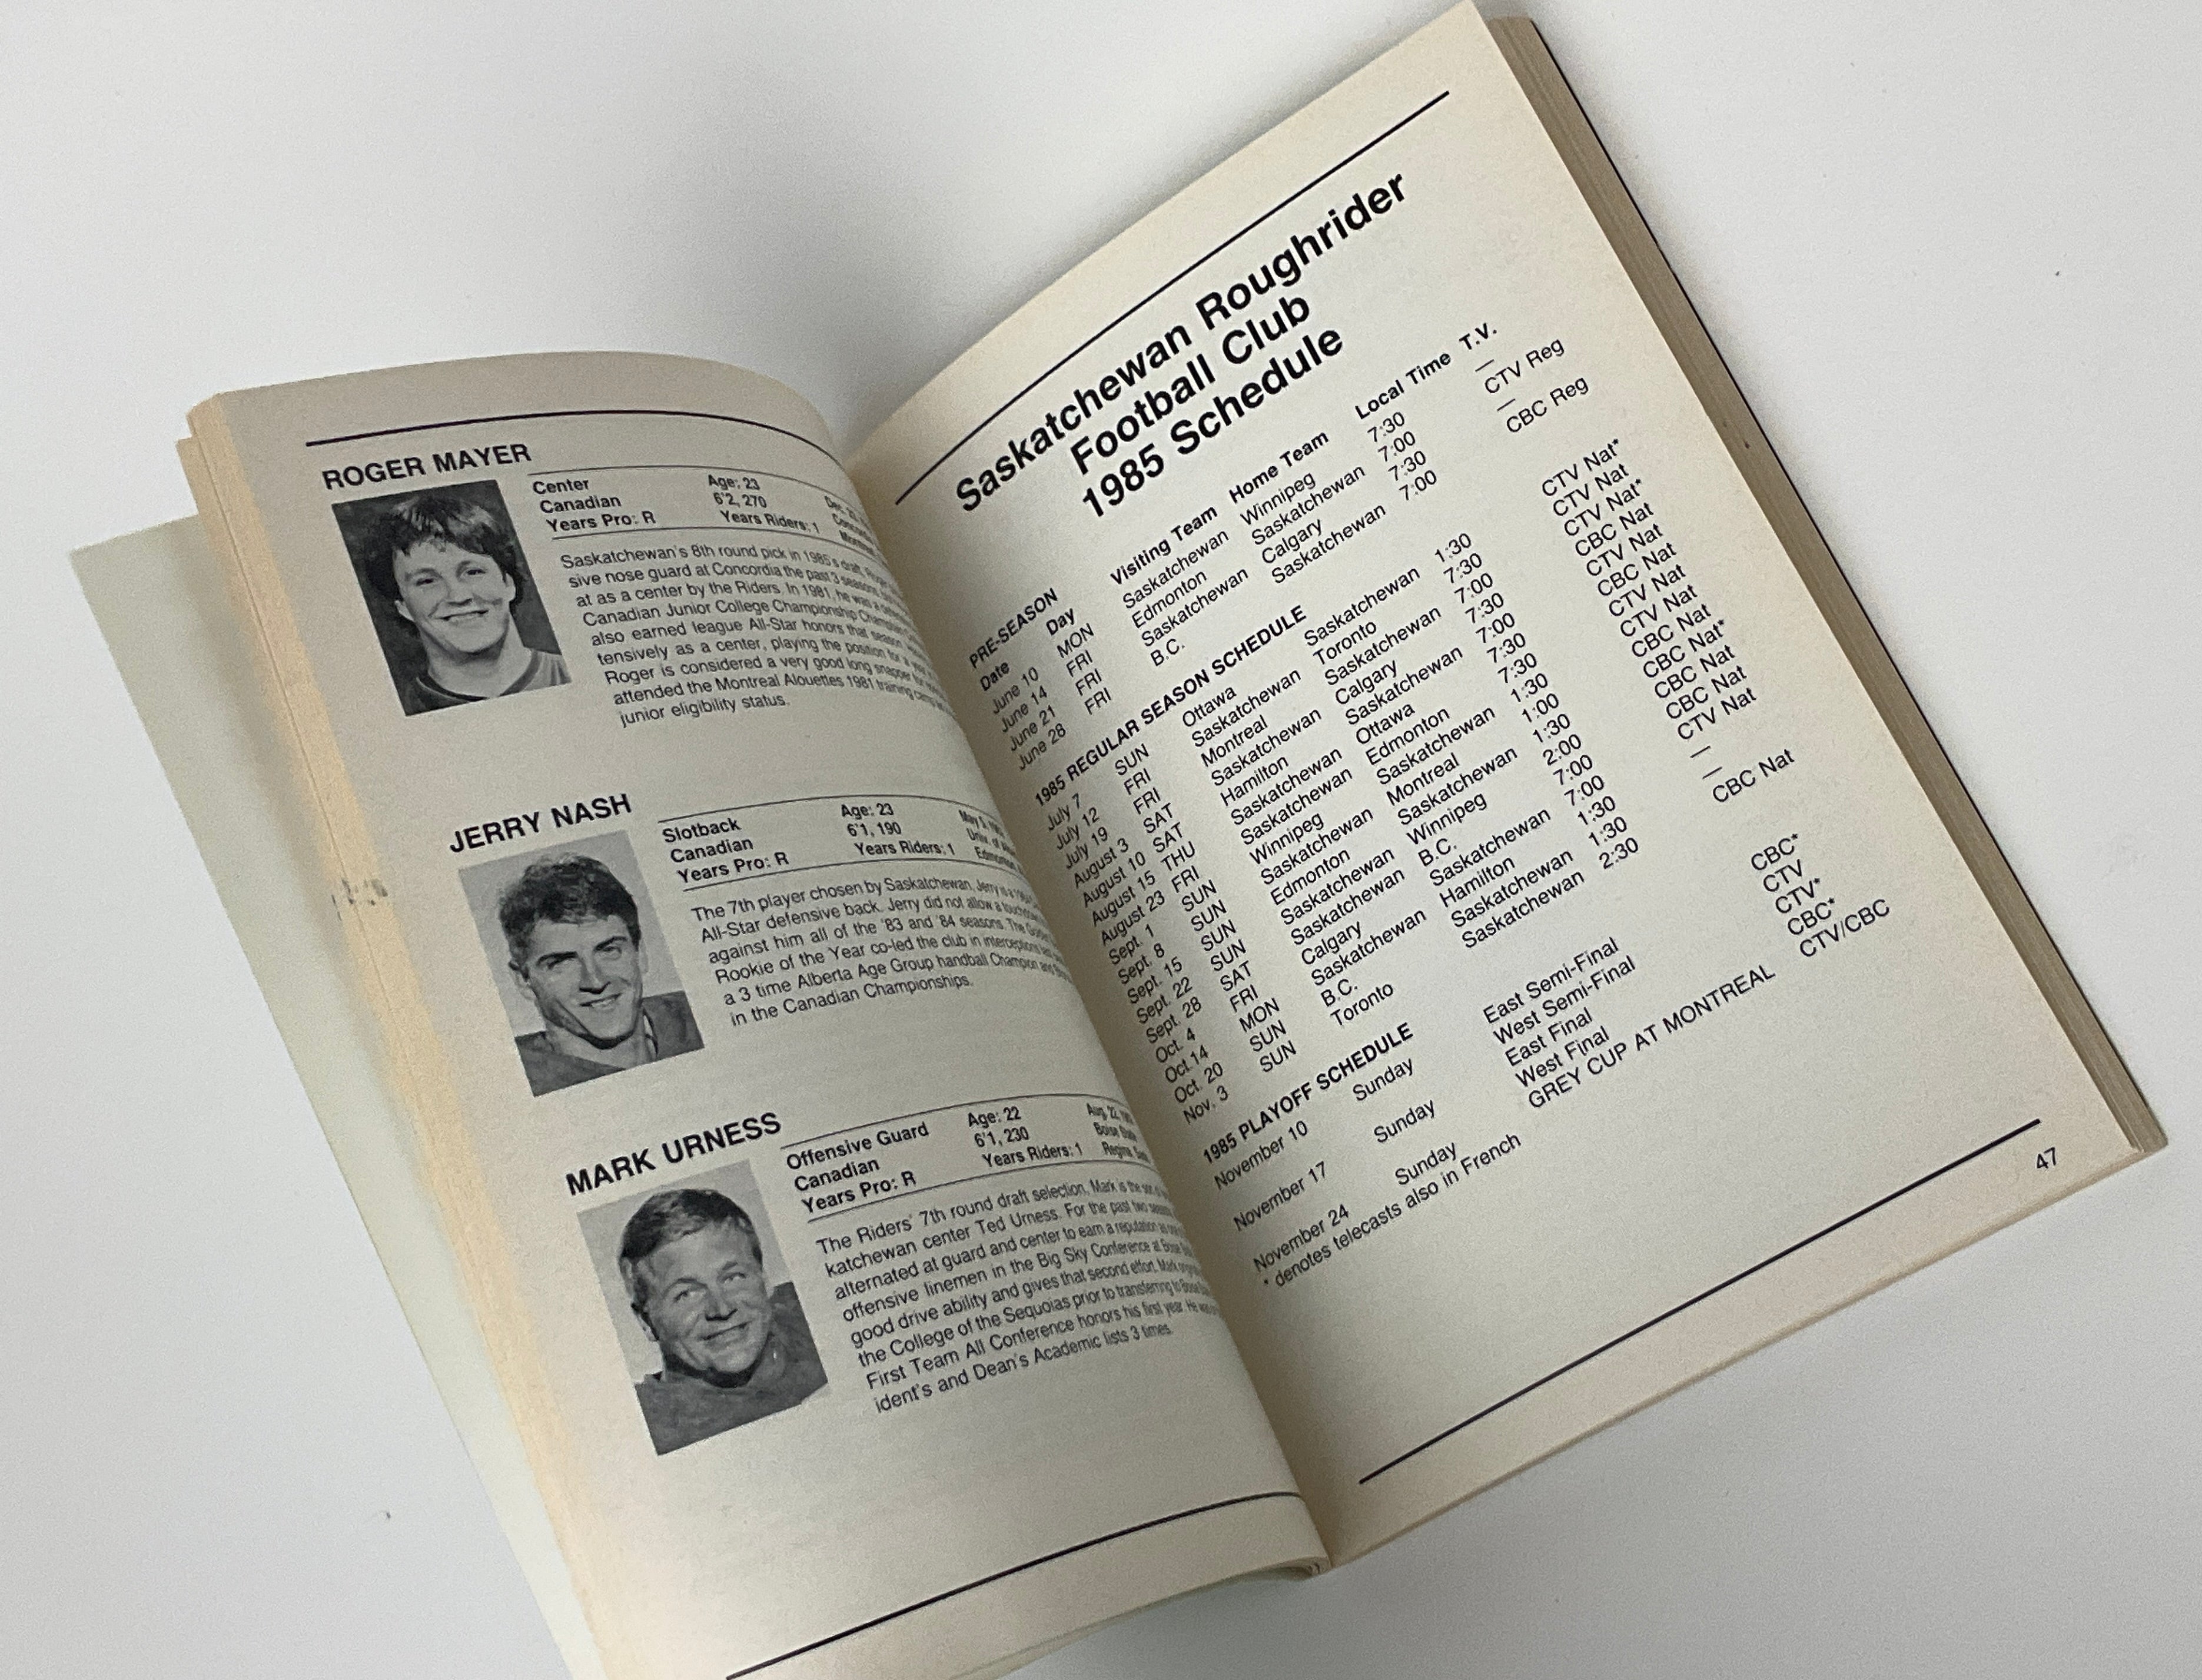 ROGER MAYER
Center Age: 23 Dec.
Canadian 6'2, 270
Years Pro: R Years Riders: 1
Saskatchewan's 8th round pick in 1985's draft, Roger
sive nose guard at Concordia the past 3 seasons
at as a center by the Riders. In 1981, he was a
Canadian Junior College Championship
also earned league All-Star honors that season
tensively as a center, playing the position for a
Roger is considered a very good long snapper for
attended the Montreal Alouettes 1981 training camp
junior eligibility status.
JERRY NASH
Slotback Age: 23 May
Canadian 6'1, 190 Univ. of
Years Pro: R Years Riders: 1
The 7th player chosen by Saskatchewan, Jerry is a
All-Star defensive back. Jerry did not allow a touchdown
against him all of the '83 and '84 seasons. The
Rookie of the Year co-led the club in interceptions
a 3 time Alberta Age Group handball Champion and
in the Canadian Championships.
MARK URNESS
Offensive Guard Age: 22 Aug. 22,
Canadian 6'1, 230 Boise State
Years Pro: R Years Riders: 1 Regina,
The Riders' 7th round draft selection, Mark is the son
katchewan center Ted Urness. For the past two
alternated at guard and center to earn a reputation as
offensive linemen in the Big Sky Conference at Boise
good drive ability and gives that second effort. Mark
the College of the Sequoias prior to transferring to Boise
First Team All Conference honors his first year. He was
ident's and Dean's Academic lists 3 times.
Saskatchewan Roughrider
Football Club
1985 Schedule
PRE-SEASON
Date Day Visiting Team Home Team Local Time T.V.
June 10 MON Saskatchewan Winnipeg 7:30 —
June 14 FRI Edmonton Saskatchewan 7:00 CTV Reg
June 21 FRI Saskatchewan Calgary 7:30 —
June 28 FRI B.C. Saskatchewan 7:00 CBC Reg
1985 REGULAR SEASON SCHEDULE
July 7 SUN Ottawa Saskatchewan 1:30 CTV Nat*
July 12 FRI Saskatchewan Toronto 7:30 CTV Nat
July 19 FRI Montreal Saskatchewan 7:00 CTV Nat*
August 3 SAT Saskatchewan Calgary 7:30 CBC Nat
August 10 SAT Hamilton Saskatchewan 7:00 CTV Nat
August 15 THU Saskatchewan Ottawa 7:30 CBC Nat
August 23 FRI Saskatchewan Edmonton 7:30 CTV Nat
Sept. 1 SUN Winnipeg Saskatchewan 1:30 CTV Nat
Sept. 8 SUN Saskatchewan Montreal 1:00 CBC Nat
Sept. 15 SUN Edmonton Saskatchewan 1:30 CBC Nat*
Sept. 22 SUN Saskatchewan Winnipeg 2:00 CBC Nat
Sept. 28 SAT Saskatchewan B.C. 7:00 CBC Nat
Oct. 4 FRI Calgary Saskatchewan 7:00 CTV Nat
Oct.14 MON Saskatchewan Hamilton 1:30 —
Oct. 20 SUN B.C. Saskatchewan 1:30 —
Nov. 3 SUN Toronto Saskatchewan 2:30 CBC Nat
1985 PLAYOFF SCHEDULE
November 10 Sunday East Semi-Final CBC*
West Semi-Final CTV
November 17 Sunday East Final CTV*
West Final CBC*
November 24 Sunday GREY CUP AT MONTREAL CTV/CBC
* denotes telecasts also in French
47